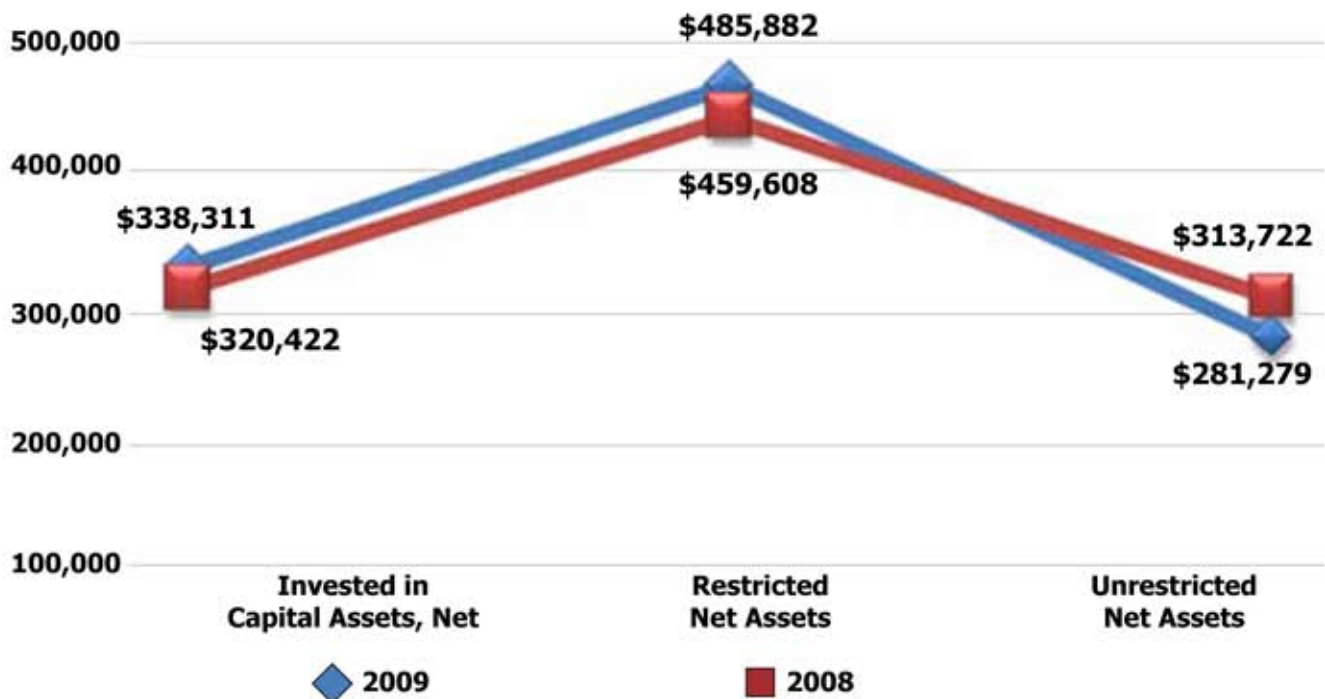 $485,882
500,000
400,000
$459,608
$338,311
$313,722
300,000
$320,422
$281,279
200,000
100,000
Invested in
Capital Assets, Net
Restricted
Net Assets
Unrestricted
Net Assets
2009
2008